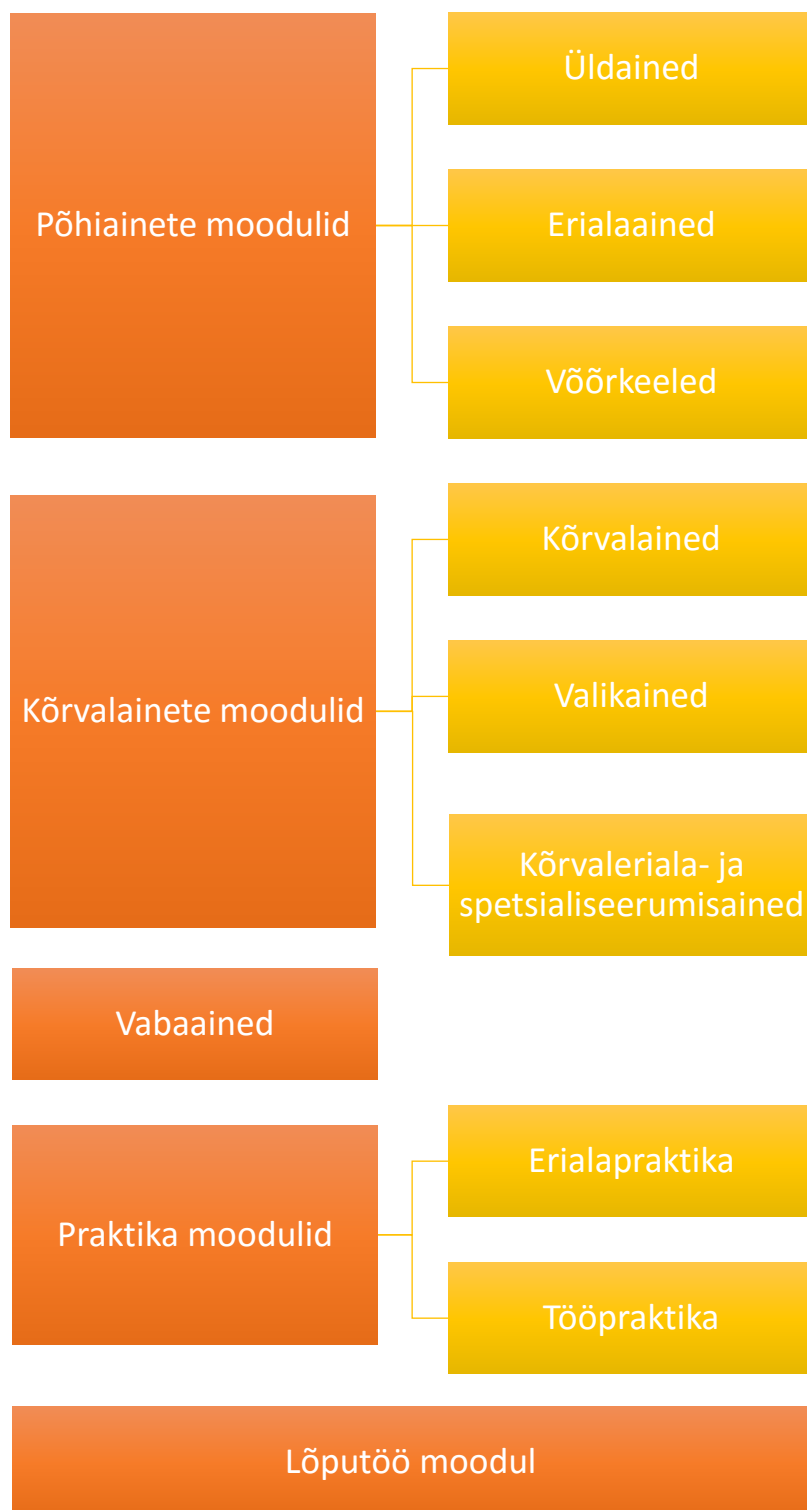 Põhiainete moodulid
Üldained
Erialaained
Võõrkeeled
Kõrvalainete moodulid
Kõrvalained
Valikained
Kõrvaleriala- ja
spetsialiseerumisained
Vabaained
Praktika moodulid
Erialapraktika
Tööpraktika
Lõputöö moodul